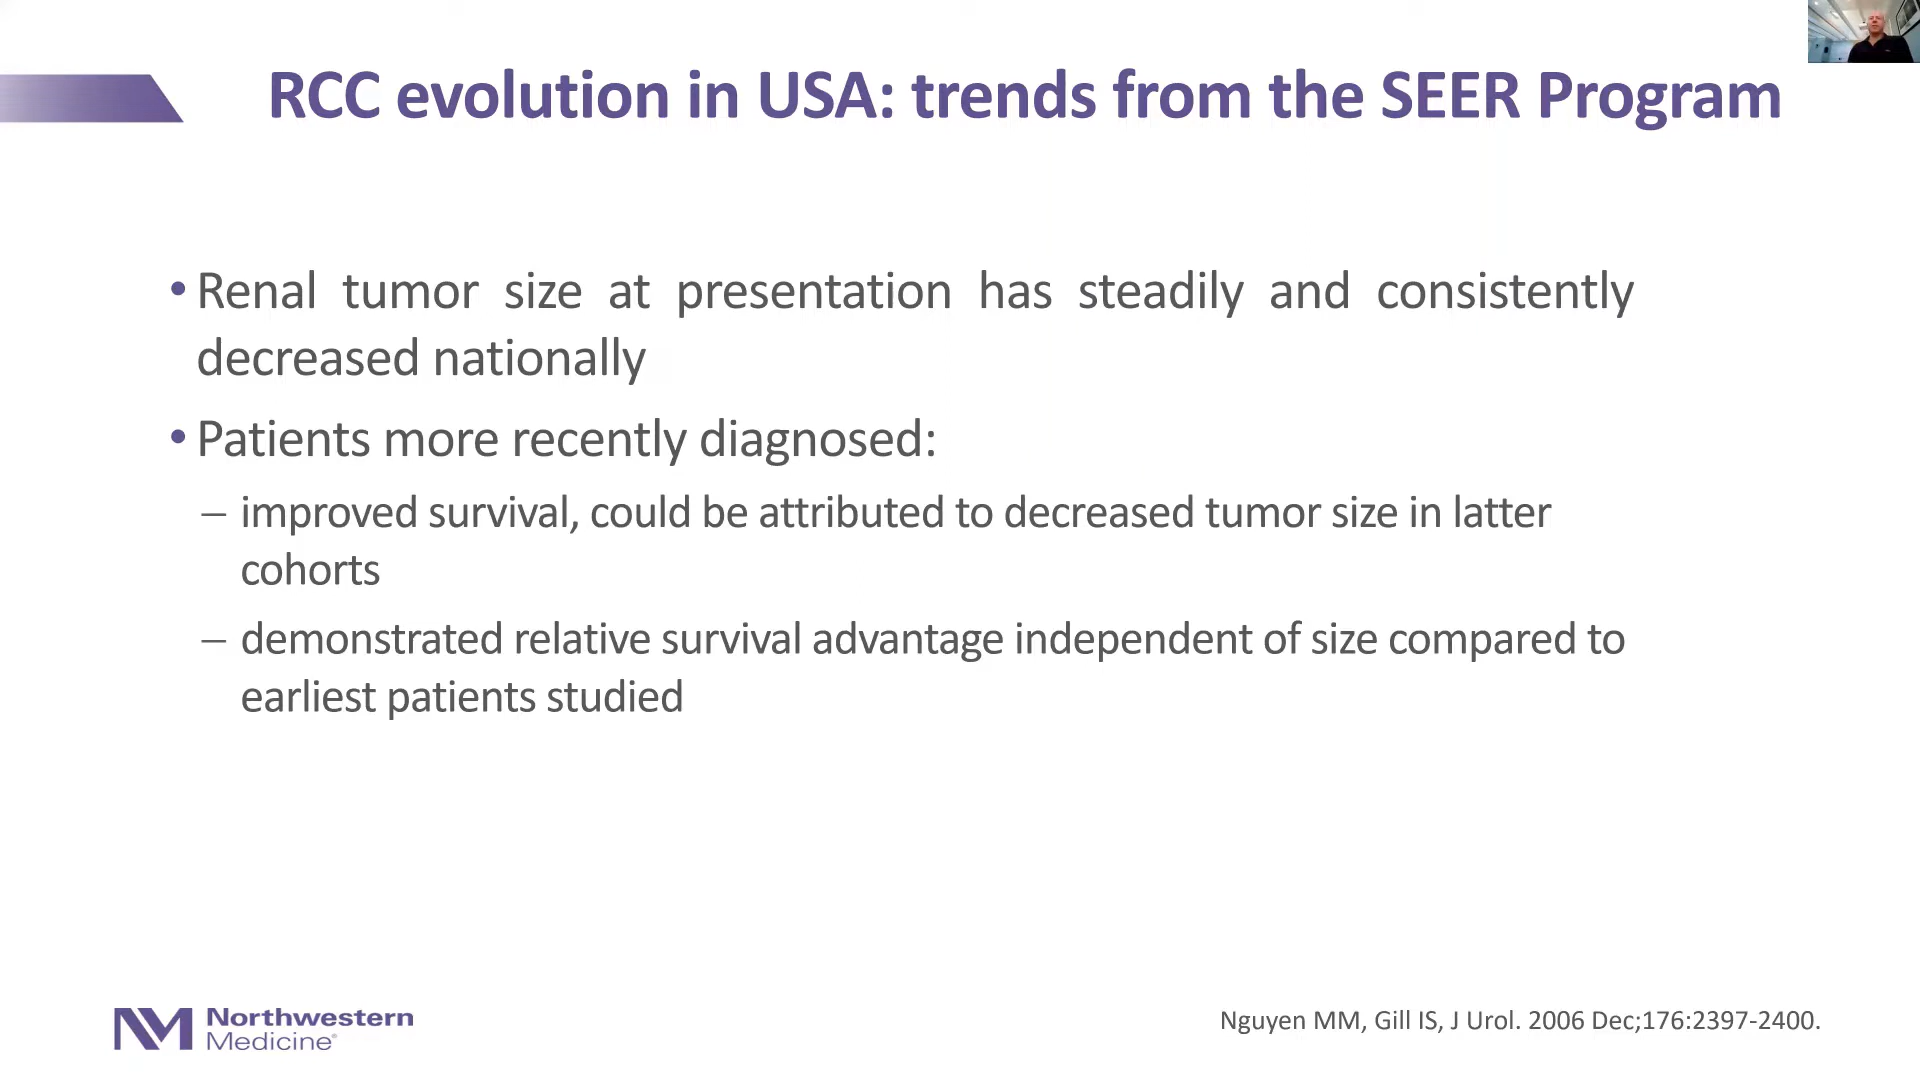 RCC evolution in USA: trends from the SEER Program
• Renal tumor size at presentation has steadily and consistently
decreased nationally
• Patients more recently diagnosed:
– improved survival, could be attributed to decreased tumor size in latter
cohorts
– demonstrated relative survival advantage independent of size compared to
earliest patients studied
NM Northwestern
Medicine®
Nguyen MM, Gill IS, J Urol. 2006 Dec;176:2397-2400.